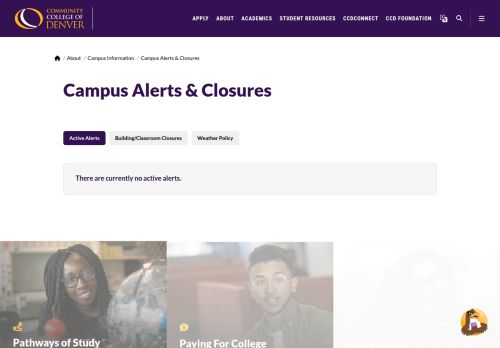 COMMUNITY
COLLEGE OF
DENVER
APPLY ABOUT ACADEMICS STUDENT RESOURCES CCDCONNECT CCD FOUNDATION
/ About / Campus Information / Campus Alerts & Closures
Campus Alerts & Closures
Active Alerts Building/Classroom Closures Weather Policy
There are currently no active alerts.
Pathways of Study Paying For College